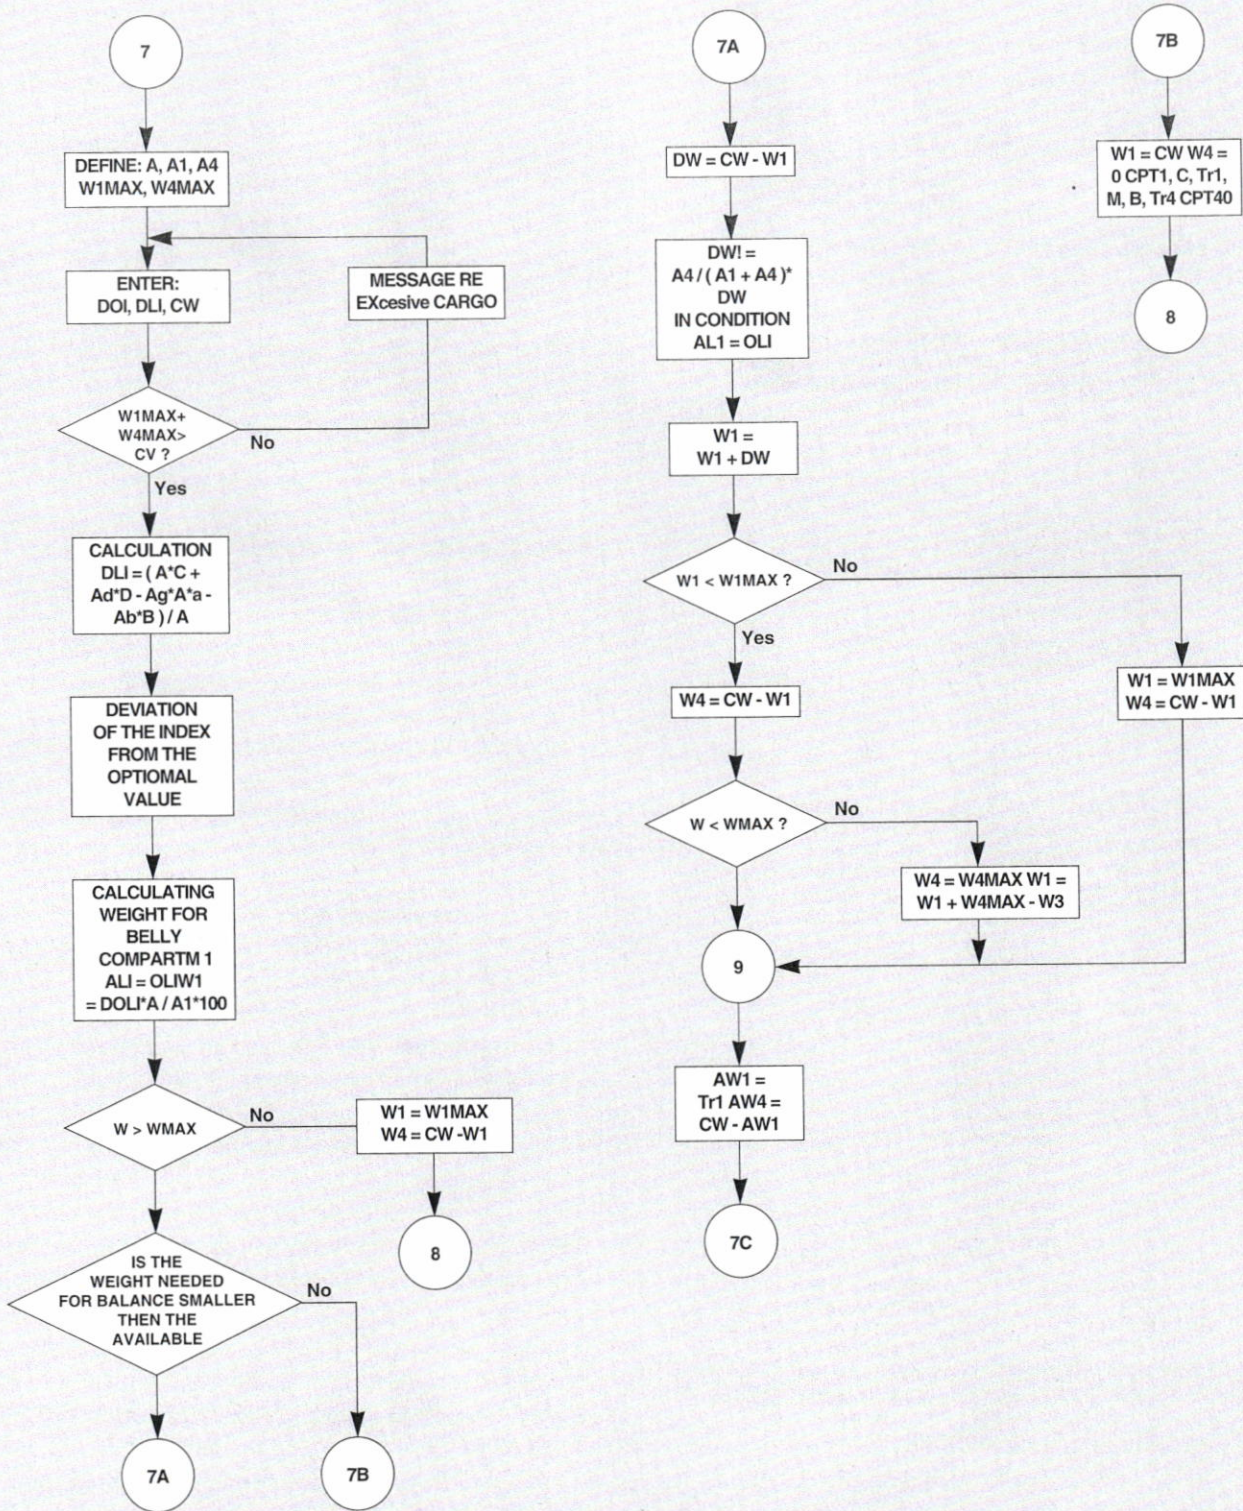 7
DEFINE: A, A1, A4
W1MAX, W4MAX
ENTER:
DOI, DLI, CW
MESSAGE RE
EXcesive CARGO
W1MAX+
W4MAX>
CV ?
No
Yes
CALCULATION
DLI = ( A*C +
Ad*D - Ag*A*a -
Ab*B ) / A
DEVIATION
OF THE INDEX
FROM THE
OPTIOMAL
VALUE
CALCULATING
WEIGHT FOR
BELLY
COMPARTM 1
ALI = OLIW1
= DOLI*A / A1*100
W > WMAX
No
W1 = W1MAX
W4 = CW -W1
8
IS THE
WEIGHT NEEDED
FOR BALANCE SMALLER
THEN THE
AVAILABLE
No
7A
7B
7A
DW = CW - W1
DW! =
A4 / ( A1 + A4 )*
DW
IN CONDITION
AL1 = OLI
W1 =
W1 + DW
W1 < W1MAX ?
No
Yes
W4 = CW - W1
W1 = W1MAX
W4 = CW - W1
W < WMAX ?
No
W4 = W4MAX W1 =
W1 + W4MAX - W3
9
AW1 =
Tr1 AW4 =
CW - AW1
7C
7B
W1 = CW W4 =
0 CPT1, C, Tr1,
M, B, Tr4 CPT40
8